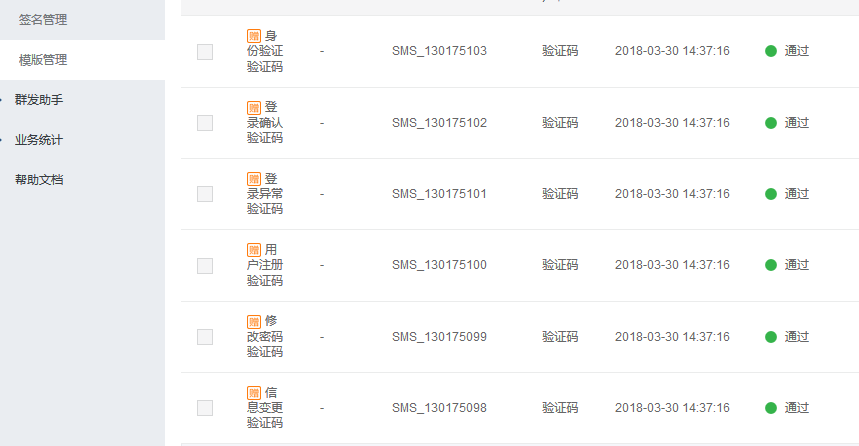 签名管理
模版管理
群发助手
业务统计
帮助文档
赠 身
份验证
验证码
- SMS_130175103 验证码 2018-03-30 14:37:16 通过
赠 登
录确认
验证码
- SMS_130175102 验证码 2018-03-30 14:37:16 通过
赠 登
录异常
验证码
- SMS_130175101 验证码 2018-03-30 14:37:16 通过
赠 用
户注册
验证码
- SMS_130175100 验证码 2018-03-30 14:37:16 通过
赠 修
改密码
验证码
- SMS_130175099 验证码 2018-03-30 14:37:16 通过
赠 信
息变更
验证码
- SMS_130175098 验证码 2018-03-30 14:37:16 通过